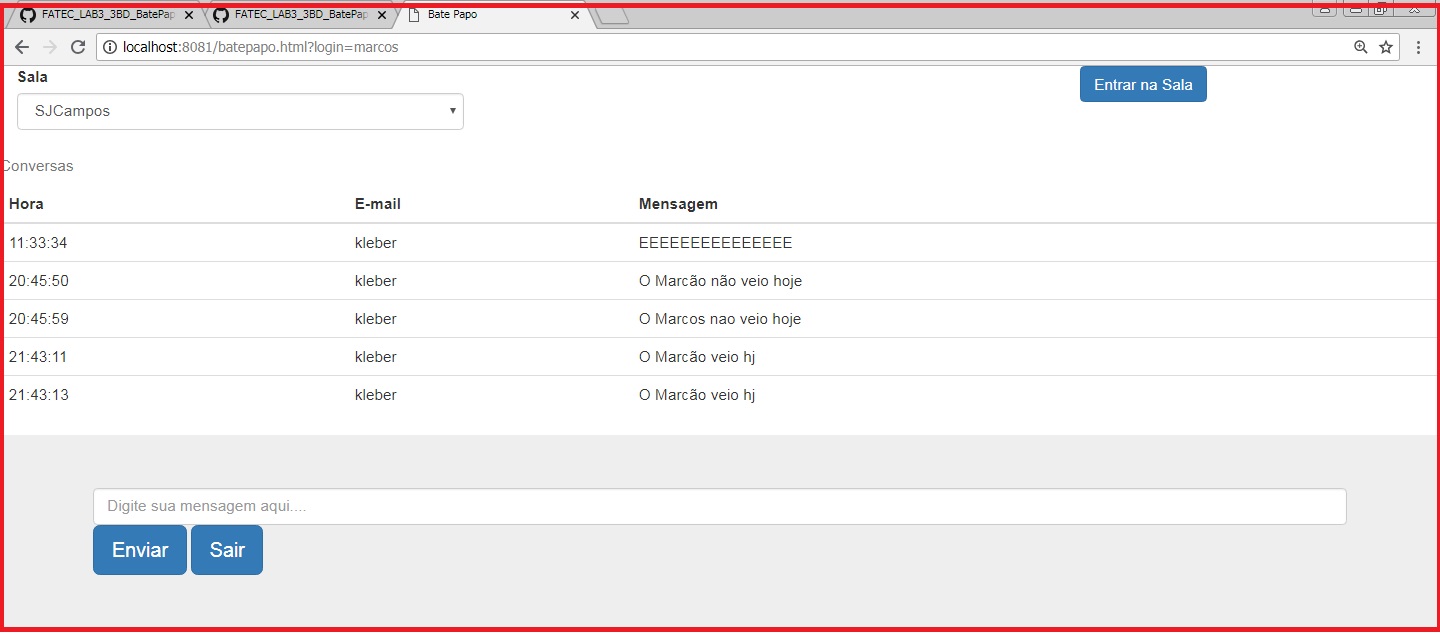 FATEC_LAB3_3BD_BatePap
FATEC_LAB3_3BD_BatePap
Bate Papo
localhost:8081/batepapo.html?login=marcos
Sala
Entrar na Sala
SJCampos
Conversas
Hora E-mail Mensagem
11:33:34 kleber EEEEEEEEEEEEEEE
20:45:50 kleber O Marcão não veio hoje
20:45:59 kleber O Marcos nao veio hoje
21:43:11 kleber O Marcão veio hj
21:43:13 kleber O Marcão veio hj
Digite sua mensagem aqui....
Enviar Sair